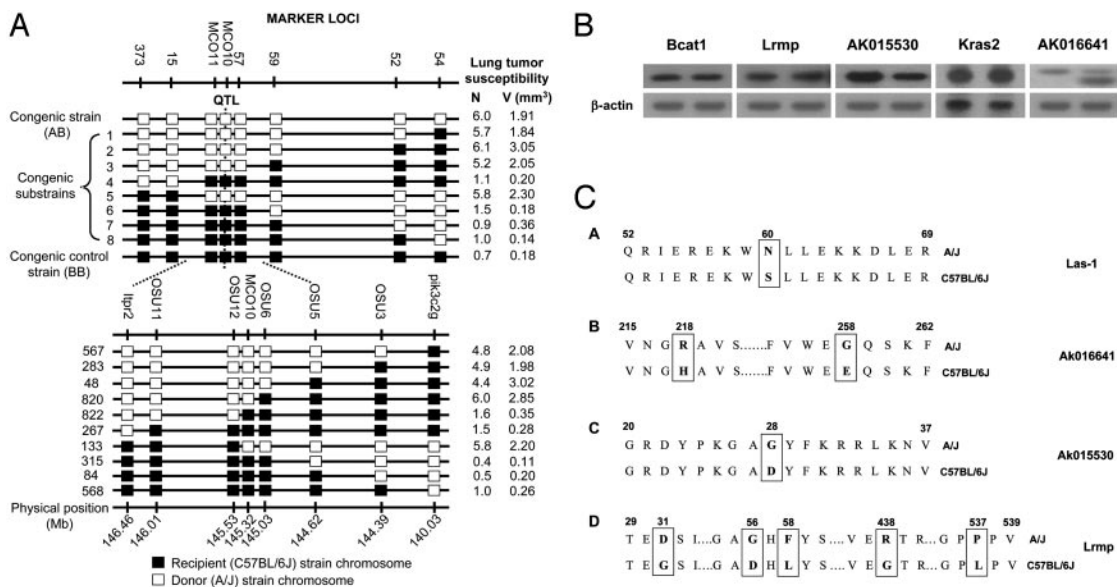 A
MARKER LOCI
373 15 MCO11 MCO10 57 59 52 54
Lung tumor
susceptibility
QTL
N V (mm³)
Congenic strain
(AB)
6.0 1.91
1 5.7 1.84
2 6.1 3.05
3 5.2 2.05
Congenic
substrains
4 1.1 0.20
5 5.8 2.30
6 1.5 0.18
7 0.9 0.36
8 1.0 0.14
Congenic control
strain (BB)
0.7 0.18
Itpr2 OSU11 OSU12 MCO10 OSU6 OSU5 OSU3 pik3c2g
567 4.8 2.08
283 4.9 1.98
48 4.4 3.02
820 6.0 2.85
822 1.6 0.35
267 1.5 0.28
133 5.8 2.20
315 0.4 0.11
84 0.5 0.20
568 1.0 0.26
Physical position
(Mb)
146.46 146.01 145.53 145.32 145.03 144.62 144.39 140.03
Recipient (C57BL/6J) strain chromosome
Donor (A/J) strain chromosome
B
Bcat1 Lrmp AK015530 Kras2 AK016641
β-actin
C
A
52 60 69
Q R I E R E K W N L L E K K D L E R A/J
Q R I E R E K W S L L E K K D L E R C57BL/6J
Las-1
B
215 218 258 262
V N G R A V S.......F V W E G Q S K F A/J
V N G H A V S.......F V W E E Q S K F C57BL/6J
Ak016641
C
20 28 37
G R D Y P K G A G Y F K R R L K N V A/J
G R D Y P K G A D Y F K R R L K N V C57BL/6J
Ak015530
D
29 31 56 58 438 537 539
T E D S I....G A G H F Y S...V E R T R...G P P P V A/J
T E G S I....G A D H L Y S...V E G T R...G P L P V C57BL/6J
Lrmp